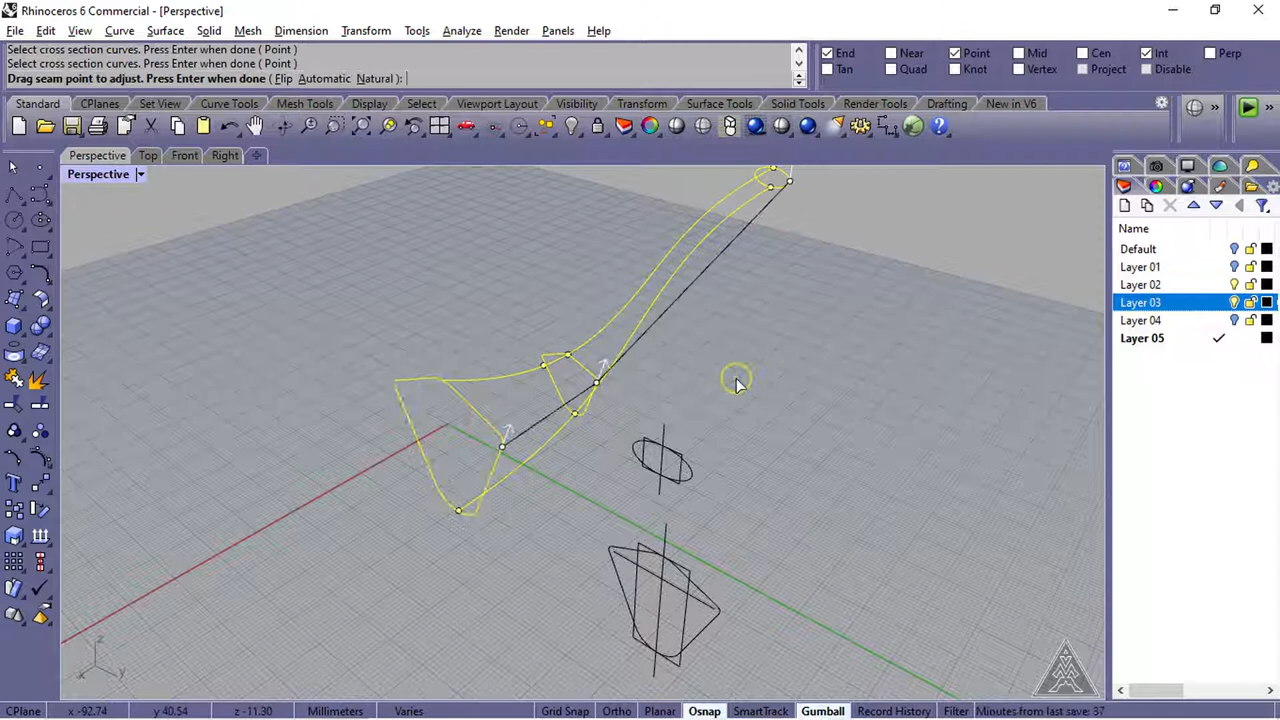 Rhinoceros 6 Commercial - [Perspective]
File Edit View Curve Surface Solid Mesh Dimension Transform Tools Analyze Render Panels Help
Select cross section curves. Press Enter when done ( Point )
Select cross section curves. Press Enter when done ( Point )
Drag seam point to adjust. Press Enter when done ( Flip Automatic Natural ):
End Near Point Mid Cen Int Perp
Tan Quad Knot Vertex Project Disable
Standard CPlanes Set View Curve Tools Mesh Tools Display Select Viewport Layout Visibility Transform Surface Tools Solid Tools Render Tools Drafting New in V6
Perspective Top Front Right
Perspective
Name
Default
Layer 01
Layer 02
Layer 03
Layer 04
Layer 05
z
x y
CPlane x -92.74 y 40.54 z -11.30 Millimeters Varies Grid Snap Ortho Planar Osnap SmartTrack Gumball Record History Filter Minutes from last save: 37